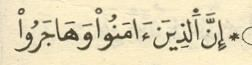 * إِنَّ ٱلَّذِينَ ءَامَنُوا۟ وَهَاجَرُوا۟